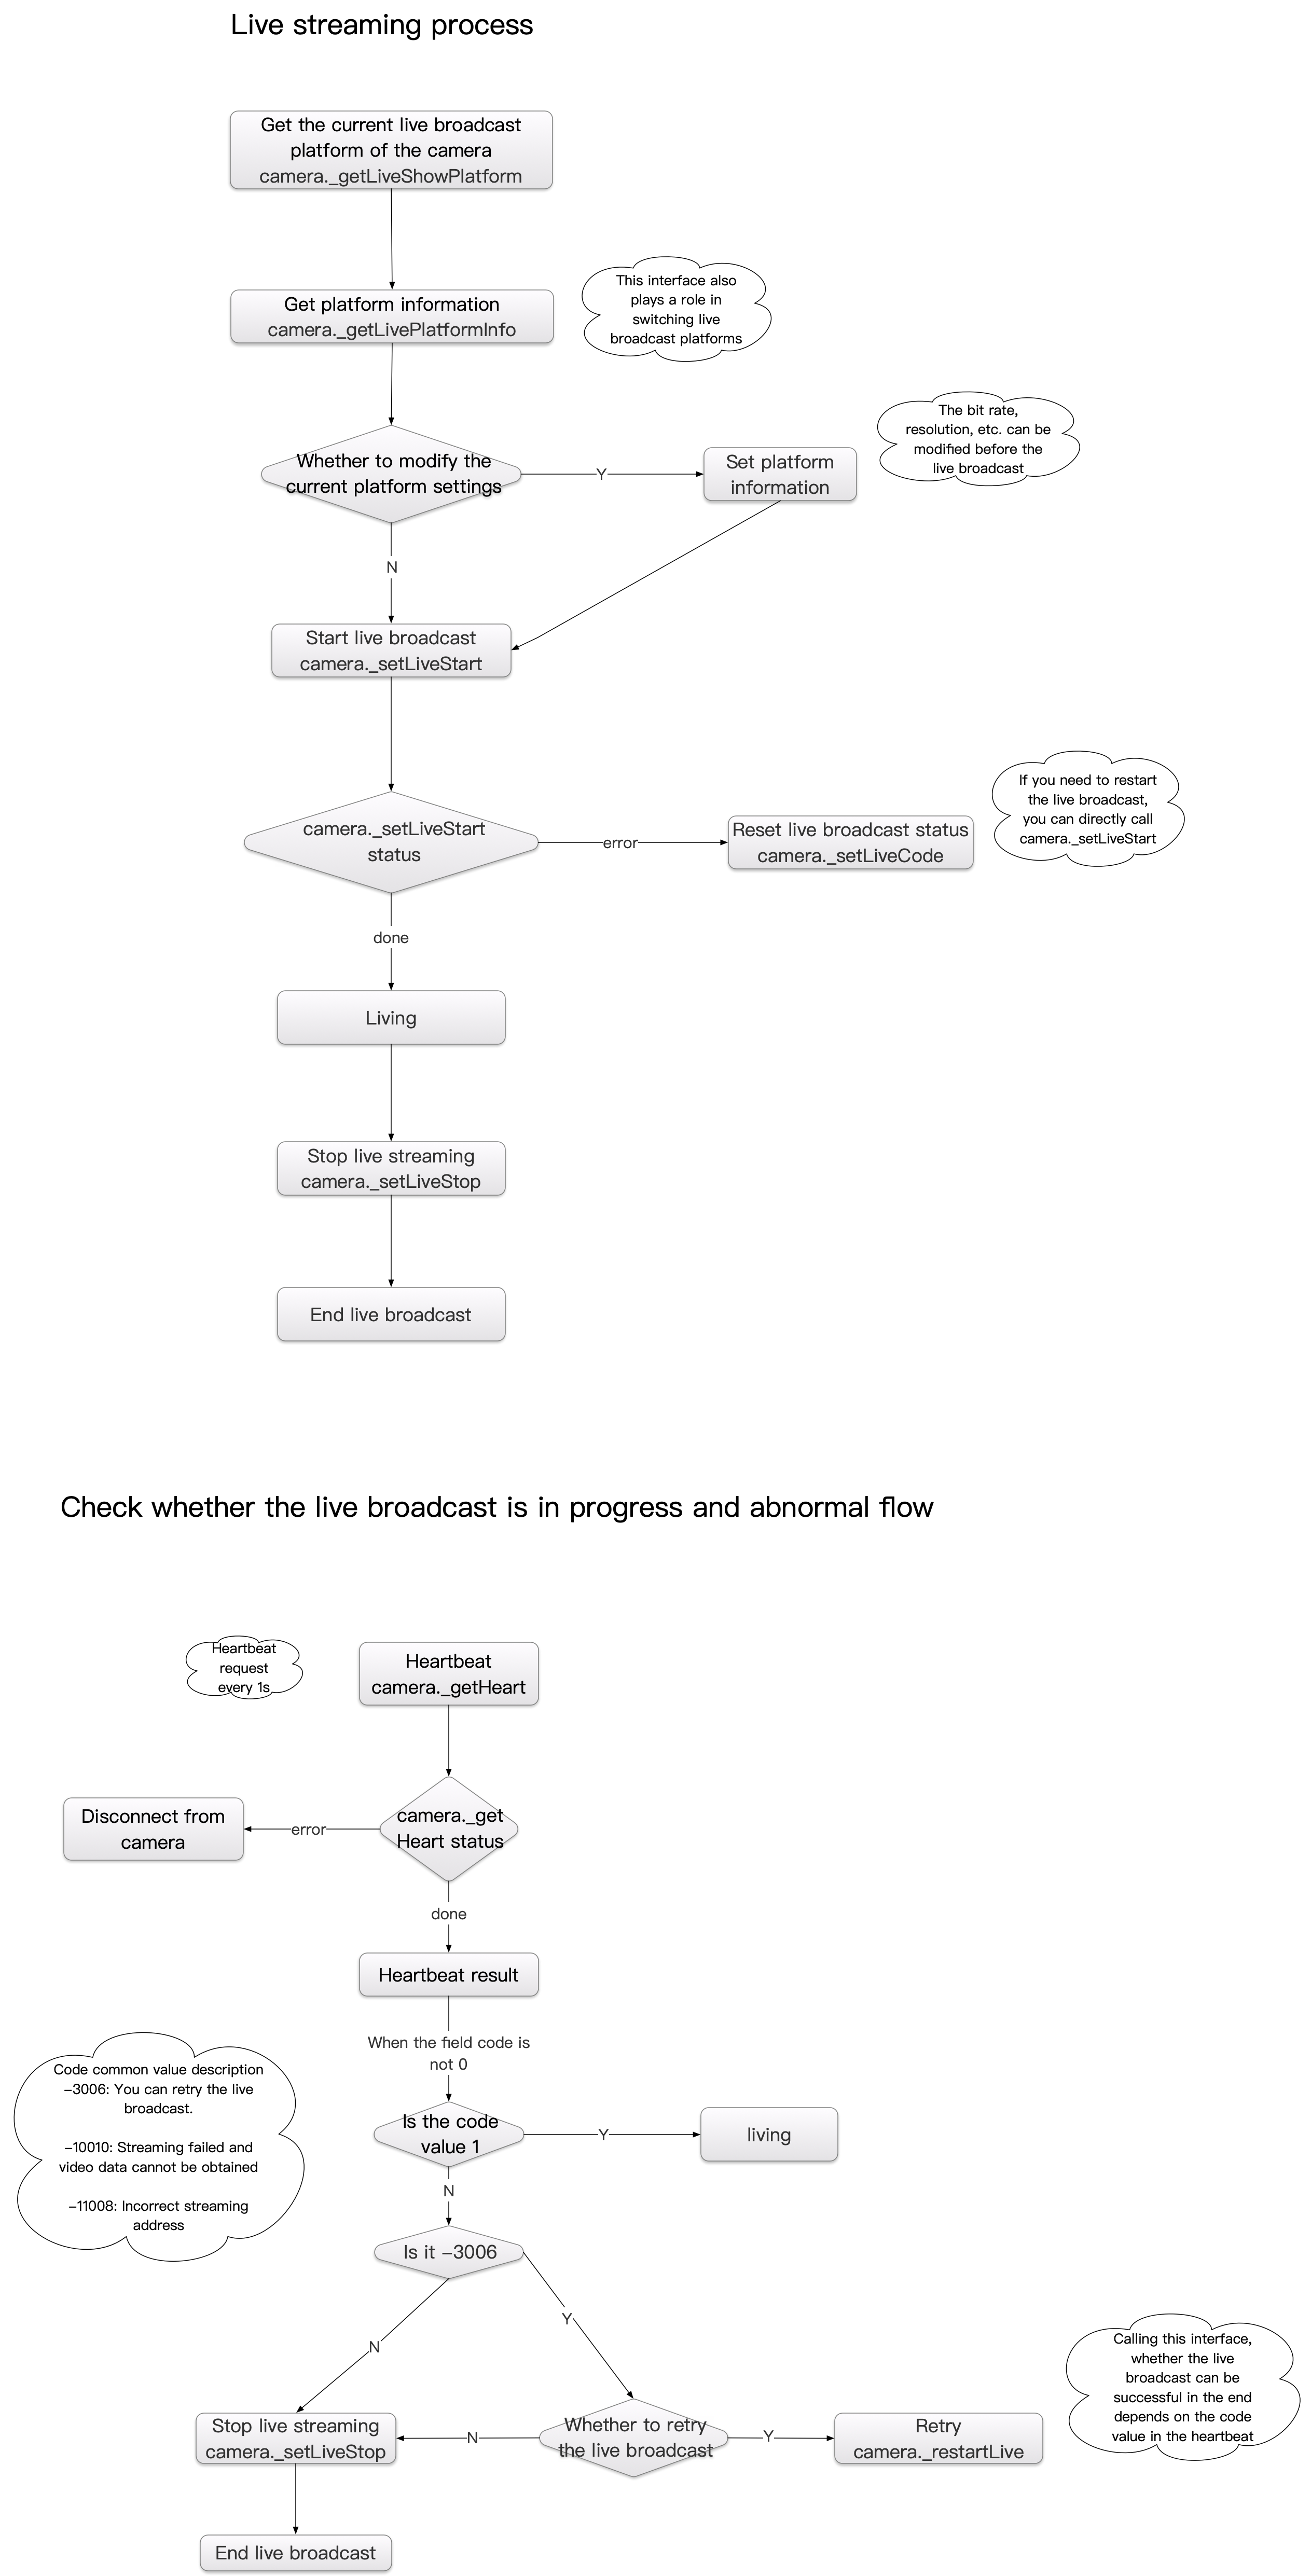 Live streaming process
Get the current live broadcast
platform of the camera
camera._getLiveShowPlatform
Get platform information
camera._getLivePlatformInfo
This interface also
plays a role in
switching live
broadcast platforms
Whether to modify the
current platform settings
Y
Set platform
information
The bit rate,
resolution, etc. can be
modified before the
live broadcast
N
Start live broadcast
camera._setLiveStart
camera._setLiveStart
status
error
Reset live broadcast status
camera._setLiveCode
If you need to restart
the live broadcast,
you can directly call
camera._setLiveStart
done
Living
Stop live streaming
camera._setLiveStop
End live broadcast
Check whether the live broadcast is in progress and abnormal flow
Heartbeat
request
every 1s
Heartbeat
camera._getHeart
camera._get
Heart status
error
Disconnect from
camera
done
Heartbeat result
When the field code is
not 0
Code common value description
-3006: You can retry the live
broadcast.
-10010: Streaming failed and
video data cannot be obtained
-11008: Incorrect streaming
address
Is the code
value 1
Y
living
N
Is it -3006
Y
N
Whether to retry
the live broadcast
N
Stop live streaming
camera._setLiveStop
Y
Retry
camera._restartLive
Calling this interface,
whether the live
broadcast can be
successful in the end
depends on the code
value in the heartbeat
End live broadcast